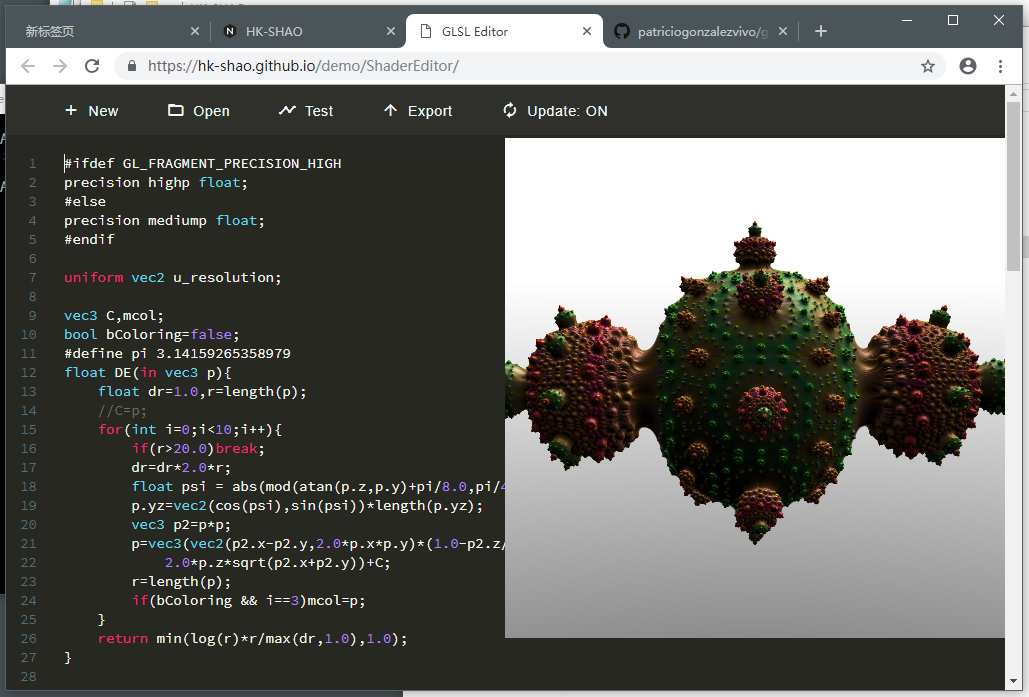 新标签页
HK-SHAO
GLSL Editor
patriciogonzalezvivo/g
https://hk-shao.github.io/demo/ShaderEditor/
New Open Test Export Update: ON
1 #ifdef GL_FRAGMENT_PRECISION_HIGH
2 precision highp float;
3 #else
4 precision mediump float;
5 #endif
6
7 uniform vec2 u_resolution;
8
9 vec3 C,mcol;
10 bool bColoring=false;
11 #define pi 3.14159265358979
12 float DE(in vec3 p){
13 float dr=1.0,r=length(p);
14 //C=p;
15 for(int i=0;i<10;i++){
16 if(r>20.0)break;
17 dr=dr*2.0*r;
18 float psi = abs(mod(atan(p.z,p.y)+pi/8.0,pi/4
19 p.yz=vec2(cos(psi),sin(psi))*length(p.yz);
20 vec3 p2=p*p;
21 p=vec3(vec2(p2.x-p2.y,2.0*p.x*p.y)*(1.0-p2.z/
22 2.0*p.z*sqrt(p2.x+p2.y))+C;
23 r=length(p);
24 if(bColoring && i==3)mcol=p;
25 }
26 return min(log(r)*r/max(dr,1.0),1.0);
27 }
28